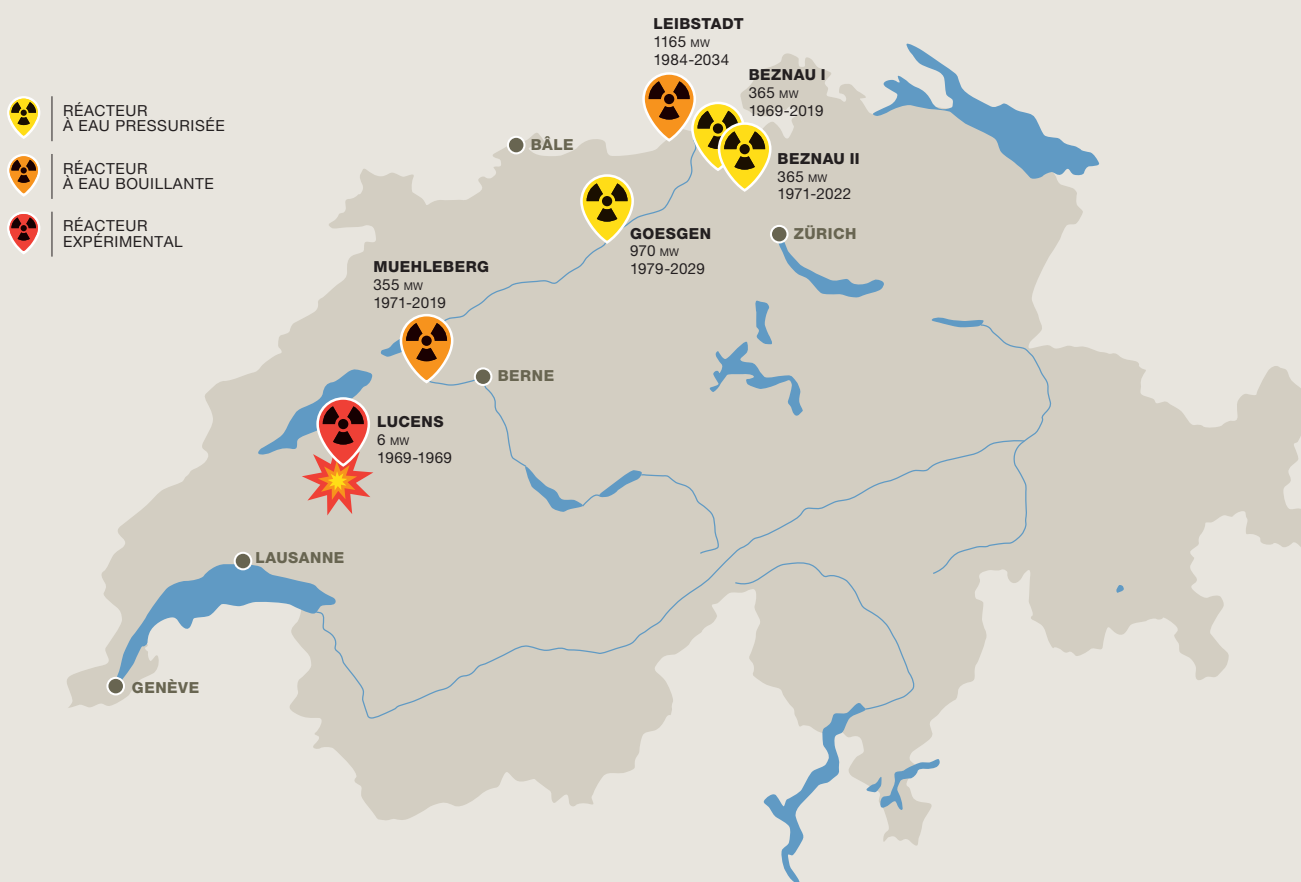 LEIBSTADT
1165 MW
1984-2034
BEZNAU I
365 MW
1969-2019
RÉACTEUR
À EAU PRESSURISÉE
BÂLE
BEZNAU II
365 MW
1971-2022
RÉACTEUR
À EAU BOUILLANTE
RÉACTEUR
EXPÉRIMENTAL
GOESGEN
970 MW
1979-2029
ZÜRICH
MUEHLEBERG
355 MW
1971-2019
BERNE
LUCENS
6 MW
1969-1969
LAUSANNE
GENÈVE